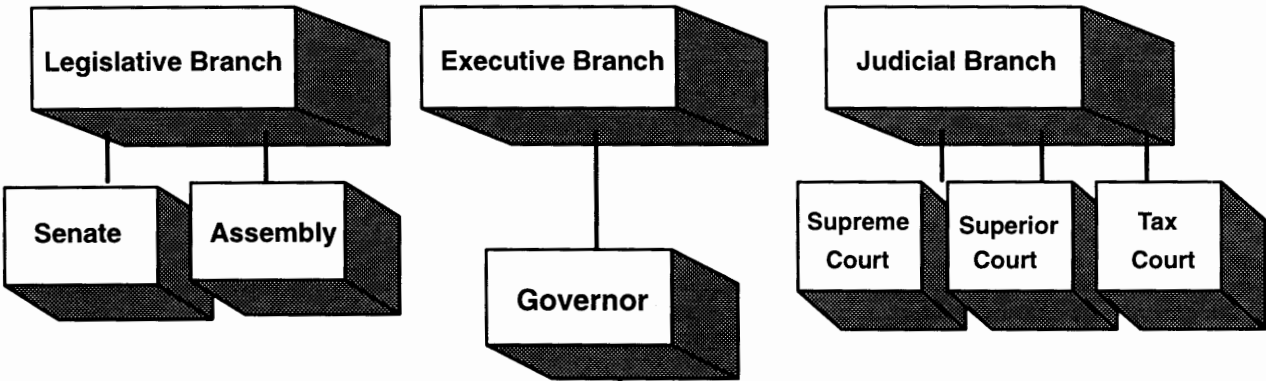 Legislative Branch
Executive Branch
Judicial Branch
Senate
Assembly
Governor
Supreme
Court
Superior
Court
Tax
Court